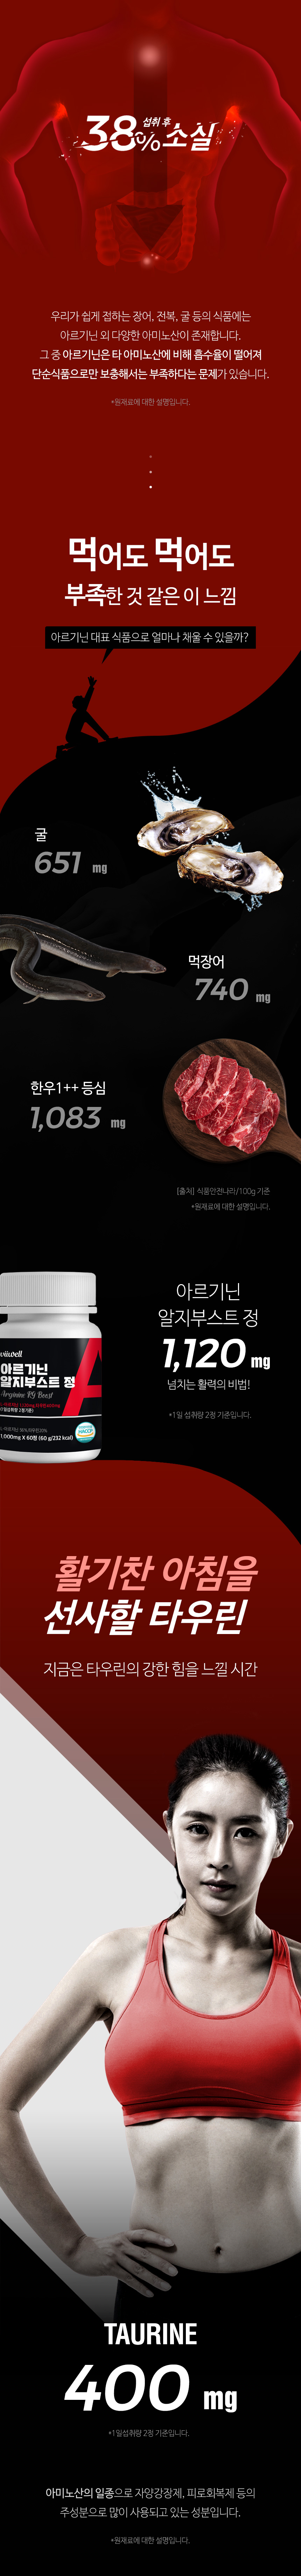 38% 섭취 후 소실
우리가 쉽게 접하는 장어, 전복, 굴 등의 식품에는
아르기닌 외 다양한 아미노산이 존재합니다.
그 중 아르기닌은 타 아미노산에 비해 흡수율이 떨어져
단순식품으로만 보충해서는 부족하다는 문제가 있습니다.
*원재료에 대한 설명입니다.
먹어도 먹어도
부족한 것 같은 이 느낌
아르기닌 대표 식품으로 얼마나 채울 수 있을까?
굴
651 mg
먹장어
740 mg
한우1++ 등심
1,083 mg
[출처] 식품안전나라/100g 기준
*원재료에 대한 설명입니다.
아르기닌
알지부스트 정
1,120 mg
넘치는 활력의 비법!
*1일 섭취량 2정 기준입니다.
아르기닌
알지부스트 정
Arginine RG Boost
1,000mg X 60정 (60 g/212 kcal)
HACCP
활기찬 아침을
선사할 타우린
지금은 타우린의 강한 힘을 느낄 시간
TAURINE
400 mg
*1일섭취량 2정 기준입니다.
아미노산의 일종으로 자양강장제, 피로회복제 등의
주성분으로 많이 사용되고 있는 성분입니다.
*원재료에 대한 설명입니다.